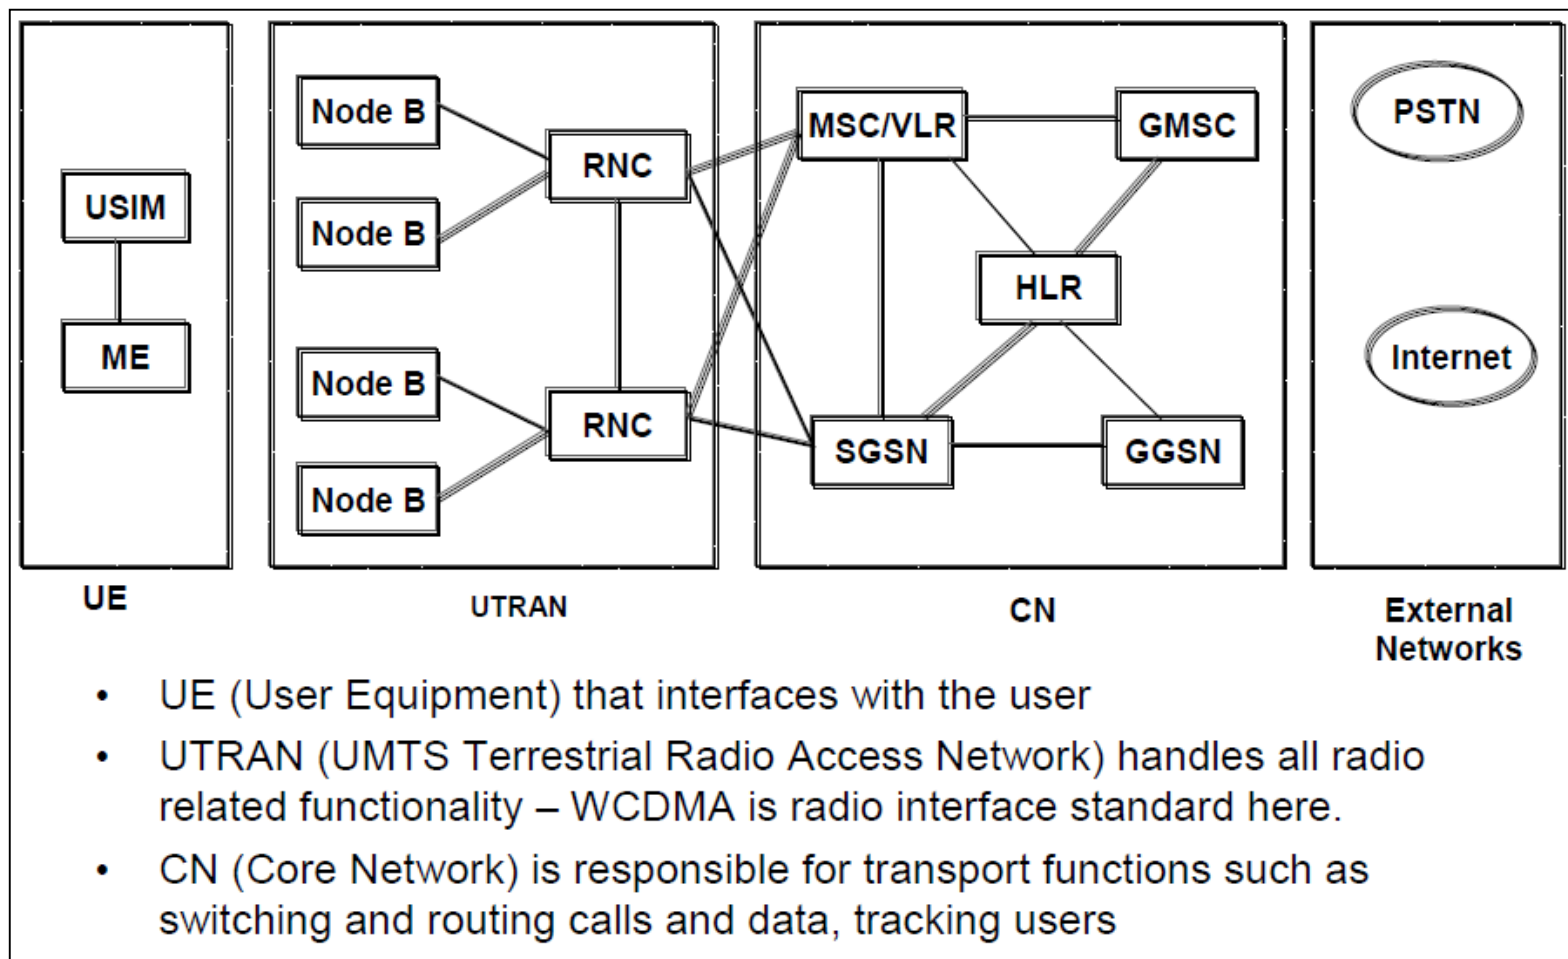 USIM
ME
UE
Node B
Node B
Node B
Node B
RNC
RNC
UTRAN
MSC/VLR
GMSC
HLR
SGSN
GGSN
CN
PSTN
Internet
External
Networks
• UE (User Equipment) that interfaces with the user
• UTRAN (UMTS Terrestrial Radio Access Network) handles all radio
related functionality – WCDMA is radio interface standard here.
• CN (Core Network) is responsible for transport functions such as
switching and routing calls and data, tracking users